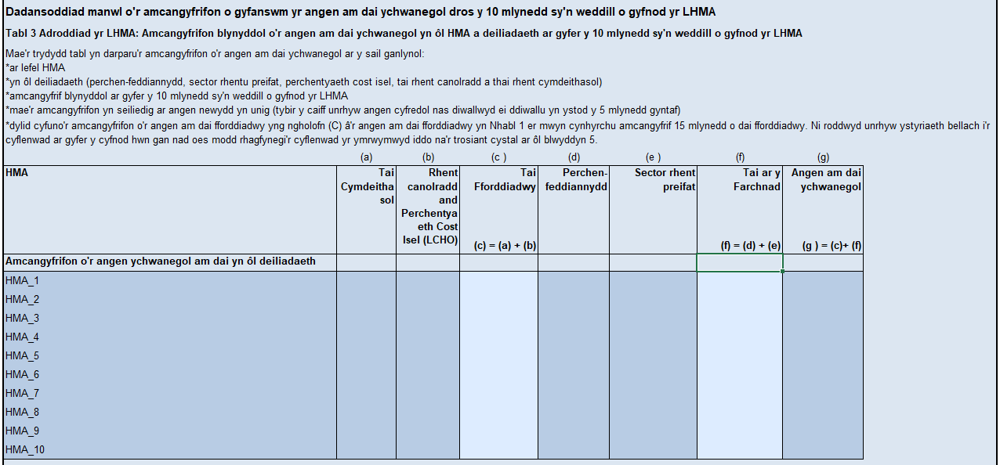 Dadansoddiad manwl o'r amcangyfrifon o gyfanswm yr angen am dai ychwanegol dros y 10 mlynedd sy'n weddill o gyfnod yr LHMA
Tabl 3 Adroddiad yr LHMA: Amcangyfrifon blynyddol o'r angen am dai ychwanegol yn ôl HMA a deiliadaeth ar gyfer y 10 mlynedd sy'n weddill o gyfnod yr LHMA
Mae'r trydydd tabl yn darparu'r amcangyfrifon o'r angen am dai ychwanegol ar y sail ganlynol:
*ar lefel HMA
*yn ôl deiliadaeth (perchen-feddiannydd, sector rhentu preifat, perchentyaeth cost isel, tai rhent canolradd a thai rhent cymdeithasol)
*amcangyfrif blynyddol ar gyfer y 10 mlynedd sy'n weddill o gyfnod yr LHMA
*mae'r amcangyfrifon yn seiliedig ar angen newydd yn unig (tybir y caiff unrhyw angen cyfredol nas diwallwyd ei ddiwallu yn ystod y 5 mlynedd gyntaf)
*dylid cyfuno'r amcangyfrifon o'r angen am dai fforddiadwy yng ngholofn (C) â'r angen am dai fforddiadwy yn Nhabl 1 er mwyn cynhyrchu amcangyfrif 15 mlynedd o dai fforddiadwy. Ni roddwyd unrhyw ystyriaeth bellach i'r
cyflenwad ar gyfer y cyfnod hwn gan nad oes modd rhagfynegi'r cyflenwad yr ymrwymwyd iddo na'r trosiant cystal ar ôl blwyddyn 5.
(a) (b) (c ) (d) (e ) (f) (g)
HMA Tai Rhent Tai Perchen- Sector rhent Tai ar y Angen am dai
Cymdeitha canolradd Fforddiadwy feddiannydd preifat Farchnad ychwanegol
sol and
Perchentya
eth Cost
Isel (LCHO) (c) = (a) + (b) (f) = (d) + (e) (g ) = (c)+ (f)
Amcangyfrifon o'r angen ychwanegol am dai yn ôl deiliadaeth
HMA_1
HMA_2
HMA_3
HMA_4
HMA_5
HMA_6
HMA_7
HMA_8
HMA_9
HMA_10